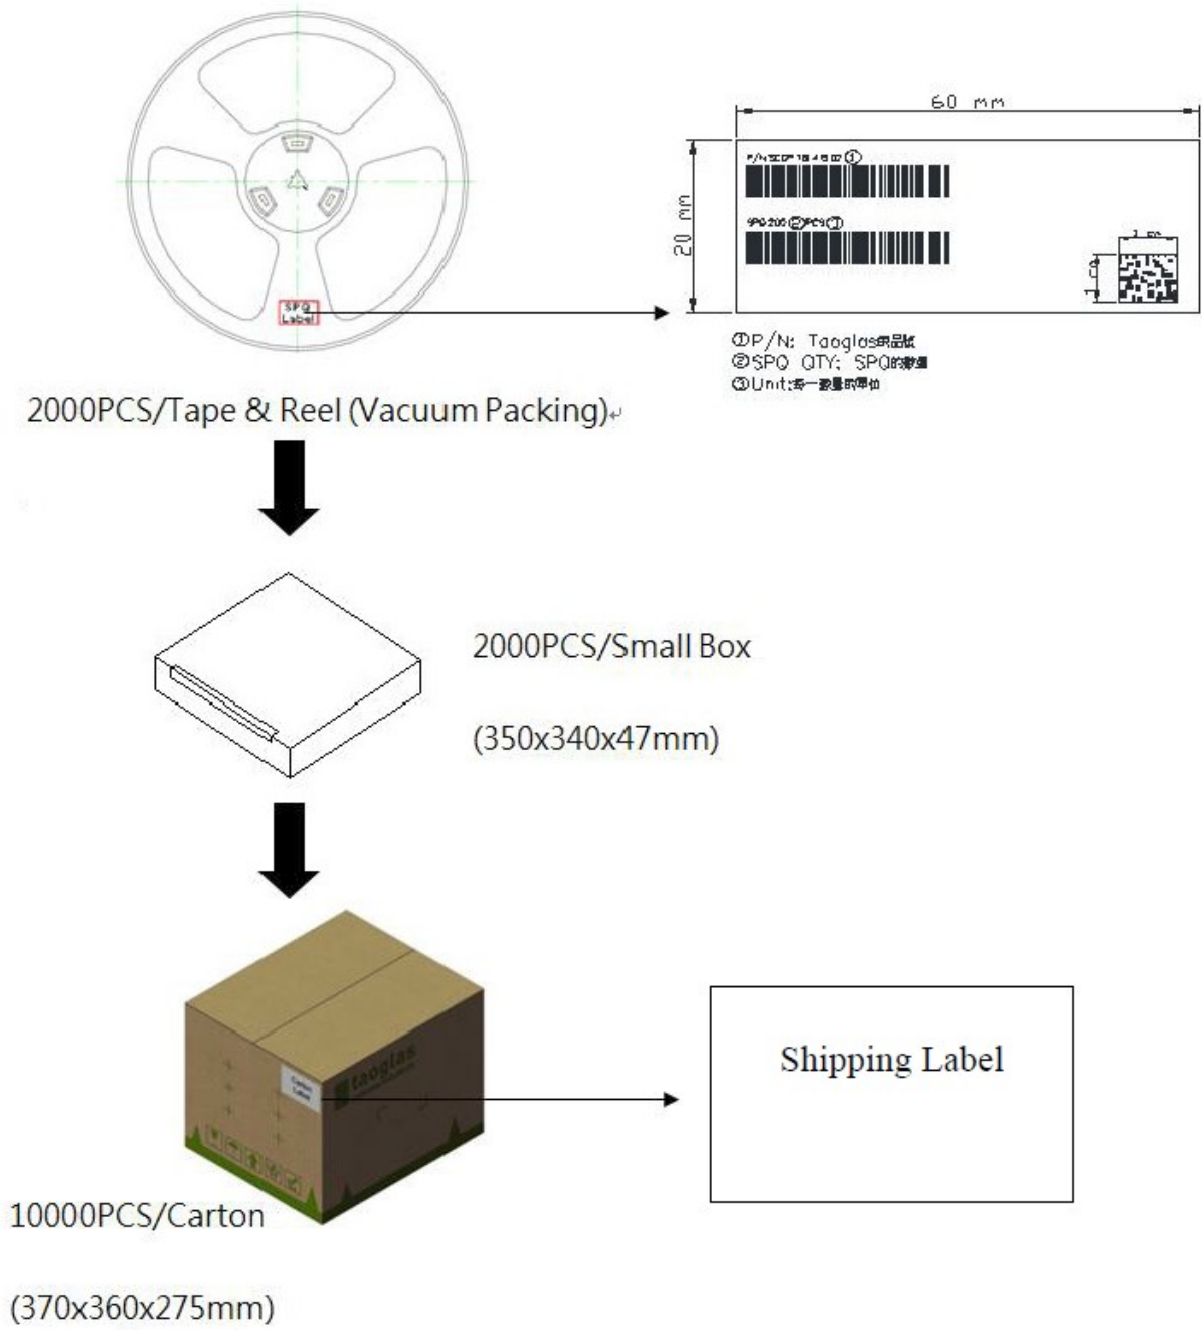 60 mm
20 mm
SPQ
Label
①P/N: Taoglas的品號
②SPQ QTY: SPQ的數量
③Unit:每一數量的單位
2000PCS/Tape & Reel (Vacuum Packing)
2000PCS/Small Box
(350x340x47mm)
Carton
Label
taoglas
Shipping Label
10000PCS/Carton
(370x360x275mm)